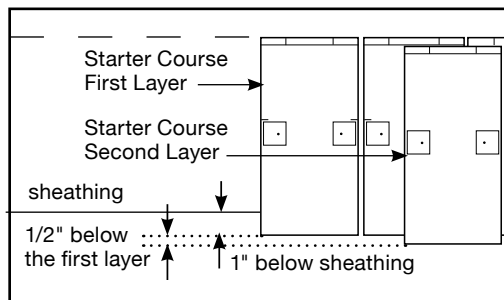 Starter Course
First Layer
Starter Course
Second Layer
sheathing
1/2" below
the first layer
1" below sheathing